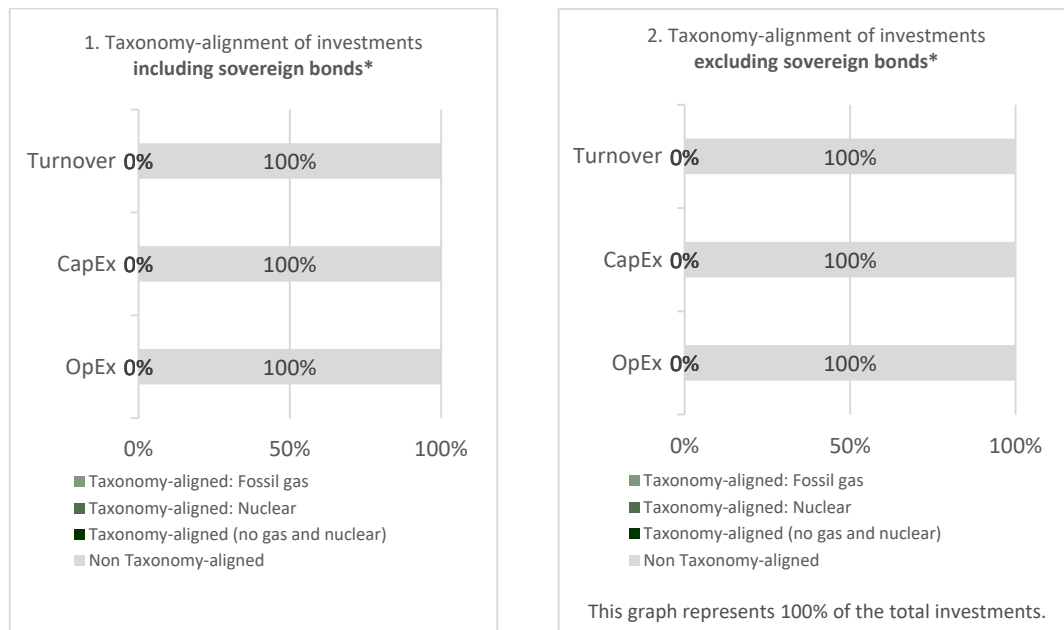 1. Taxonomy-alignment of investments
including sovereign bonds*
Turnover 0% 100%
CapEx 0% 100%
OpEx 0% 100%
0% 50% 100%
Taxonomy-aligned: Fossil gas
Taxonomy-aligned: Nuclear
Taxonomy-aligned (no gas and nuclear)
Non Taxonomy-aligned
2. Taxonomy-alignment of investments
excluding sovereign bonds*
Turnover 0% 100%
CapEx 0% 100%
OpEx 0% 100%
0% 50% 100%
Taxonomy-aligned: Fossil gas
Taxonomy-aligned: Nuclear
Taxonomy-aligned (no gas and nuclear)
Non Taxonomy-aligned
This graph represents 100% of the total investments.